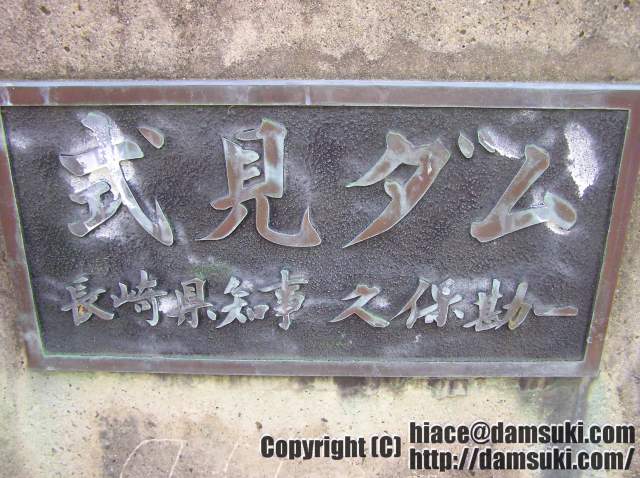 式見ダム
長崎県知事 久保勘一
Copyright (C) hiace@damsuki.com
http://damsuki.com/